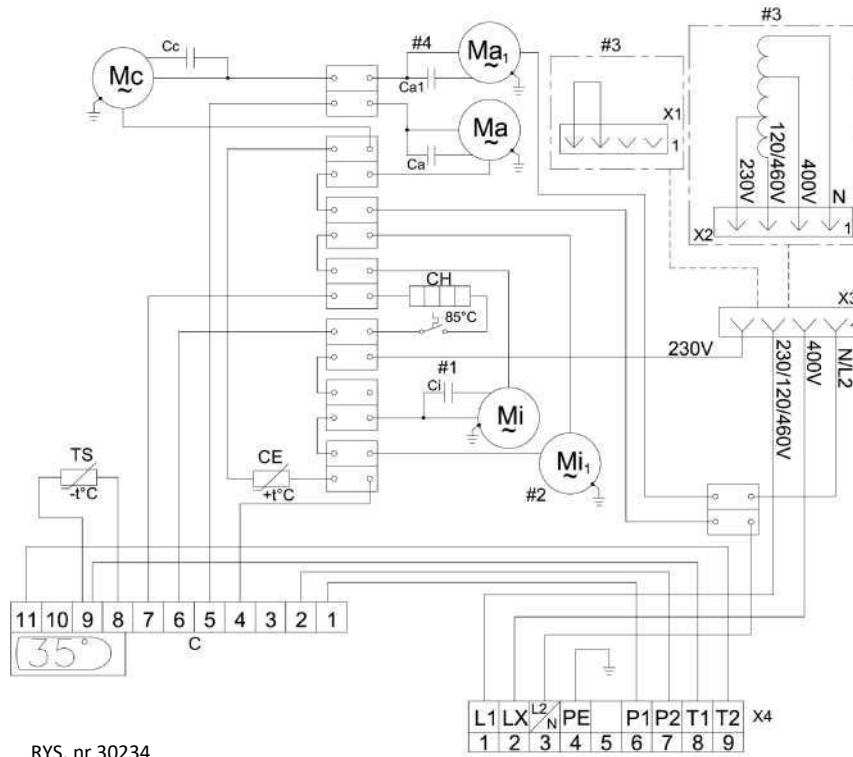 #3
#4
Cc
Mc
~
Ma1
~
Ca1
#3
X1
1
Ma
~
Ca
230V
120/460V
400V
N
X2
1
CH
85°C
X3
230V
230/120/460V
400V
N/L2
#1
Ci
Mi
~
TS
-t°C
CE
+t°C
Mi1
~
#2
11 10 9 8 7 6 5 4 3 2 1
C
35°
L1 LX L2/N PE P1 P2 T1 T2 X4
1 2 3 4 5 6 7 8 9
RYS. nr 30234